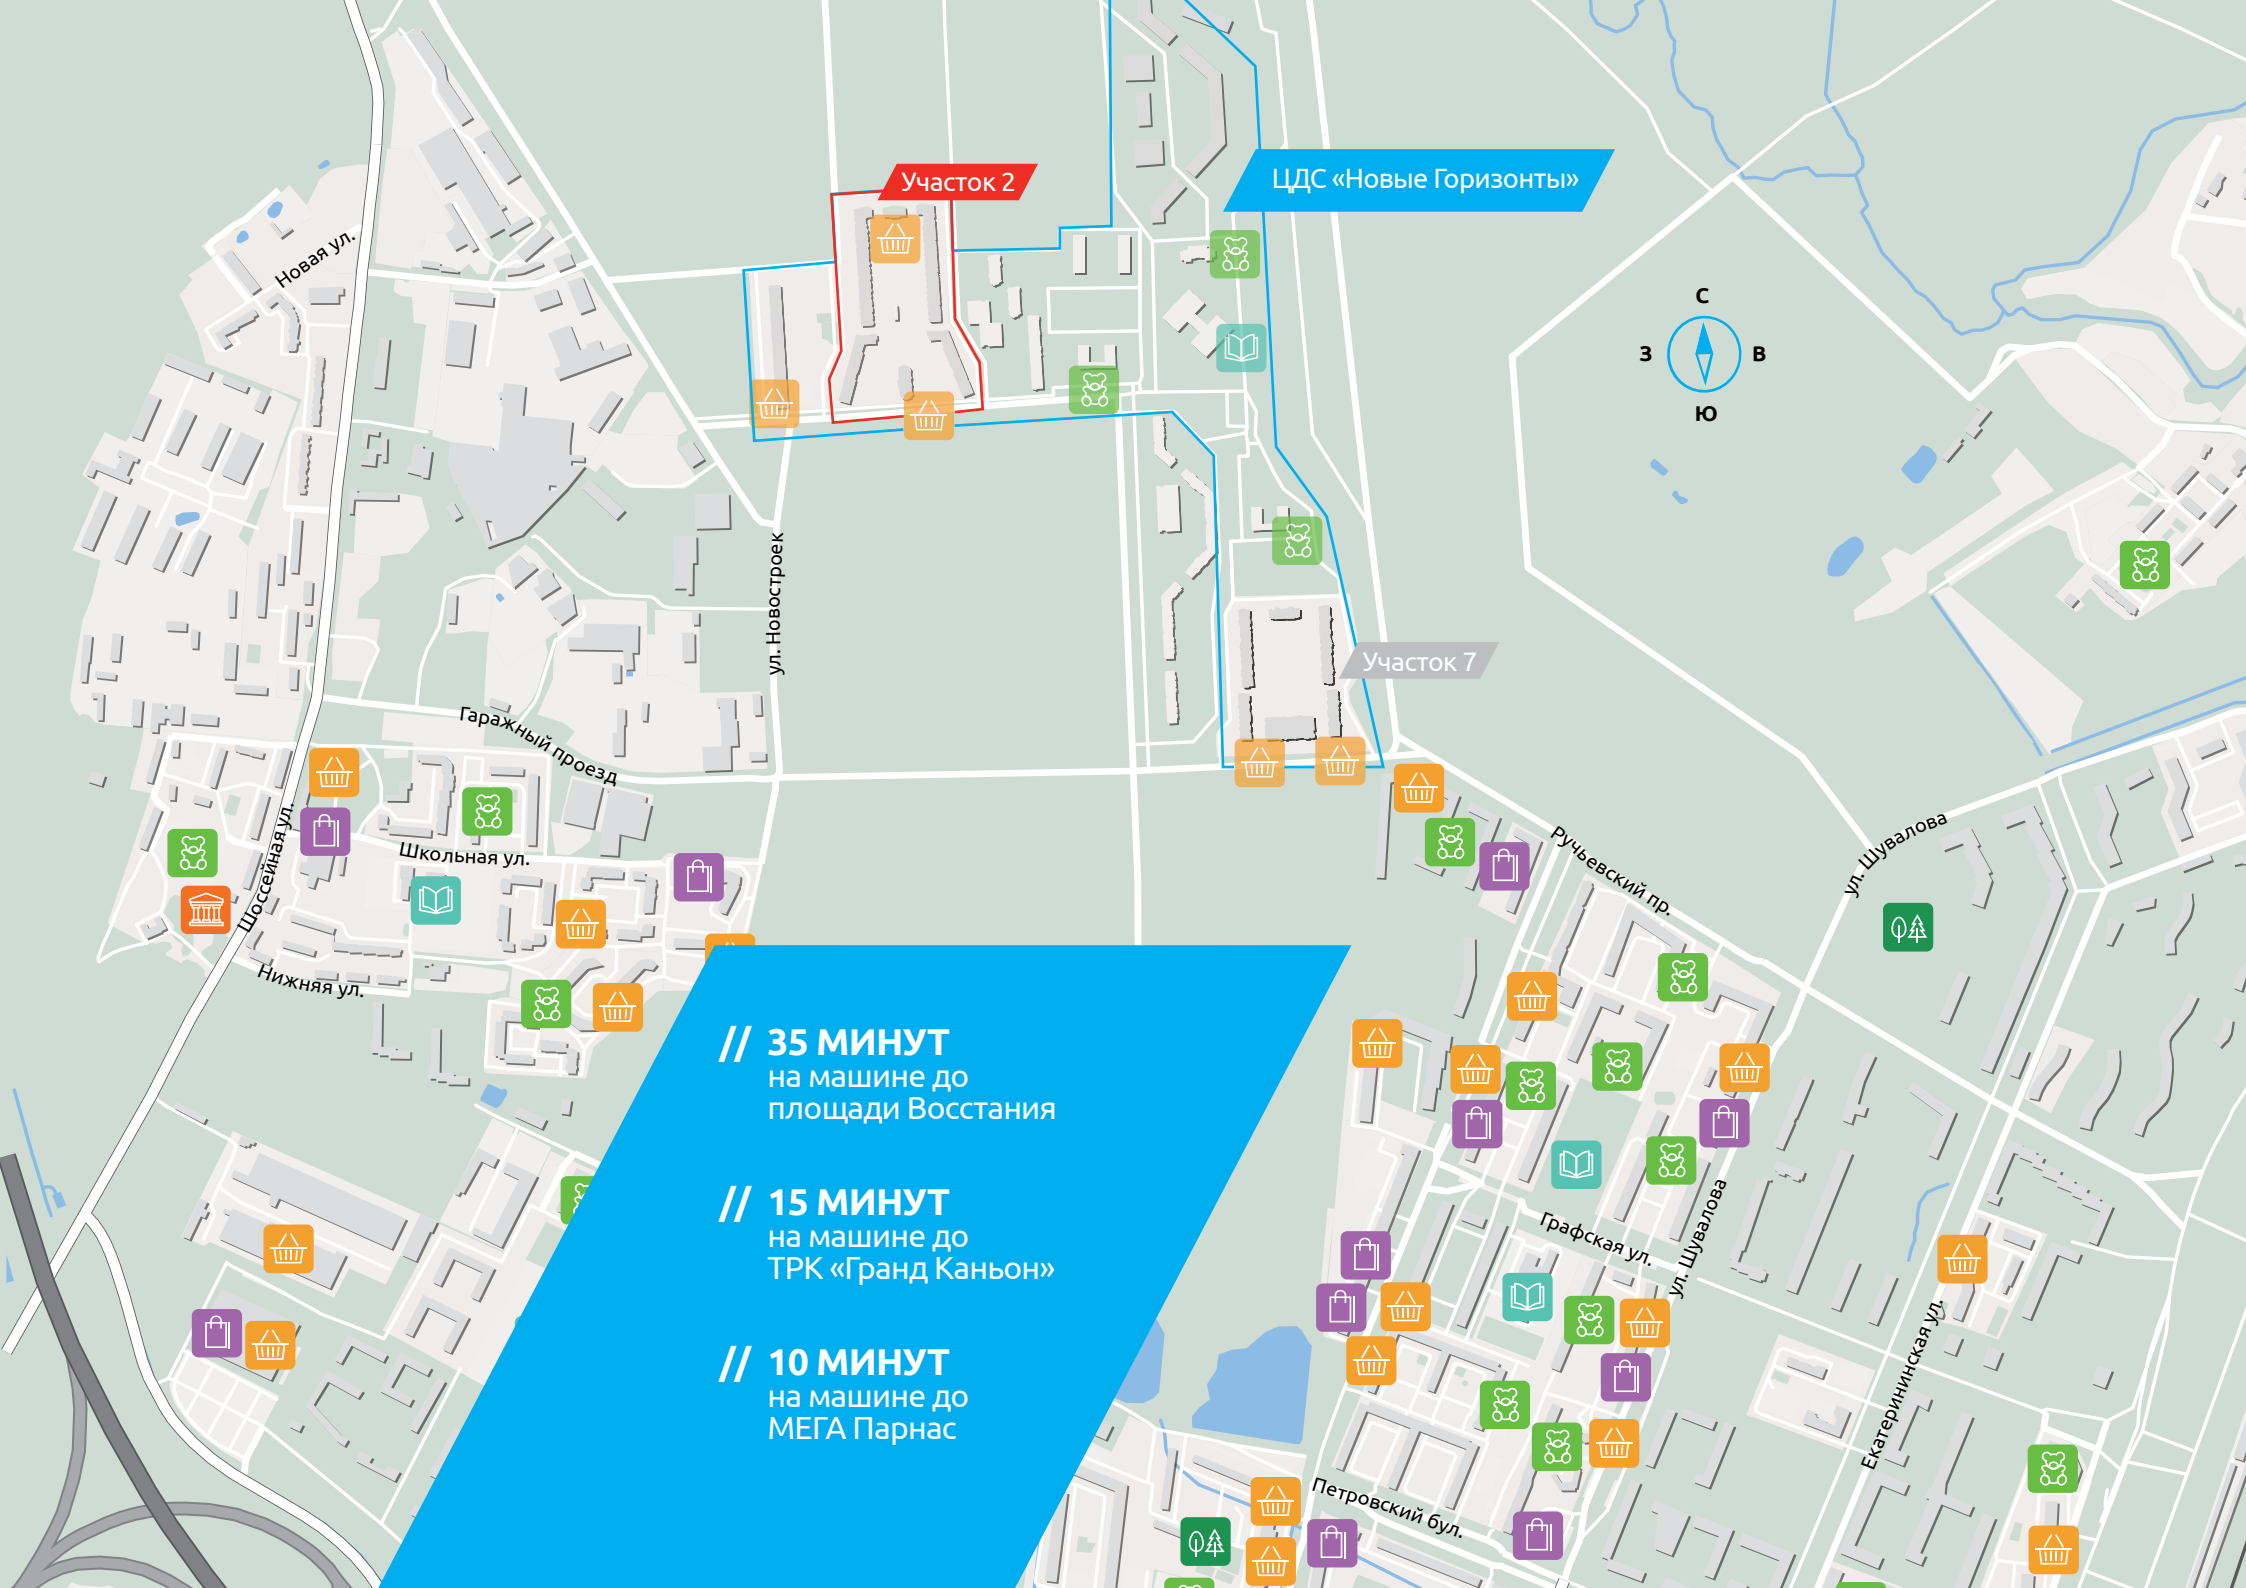 Участок 2
ЦДС «Новые Горизонты»
Новая ул.
С
З
В
Ю
ул. Новостроек
Участок 7
Гаражный проезд
Шоссейная ул.
Школьная ул.
Нижняя ул.
Ручьевский пр.
ул. Шувалова
// 35 МИНУТ
на машине до
площади Восстания
// 15 МИНУТ
на машине до
ТРК «Гранд Каньон»
// 10 МИНУТ
на машине до
МЕГА Парнас
Графская ул.
ул. Шувалова
Екатерининская ул.
Петровский бул.